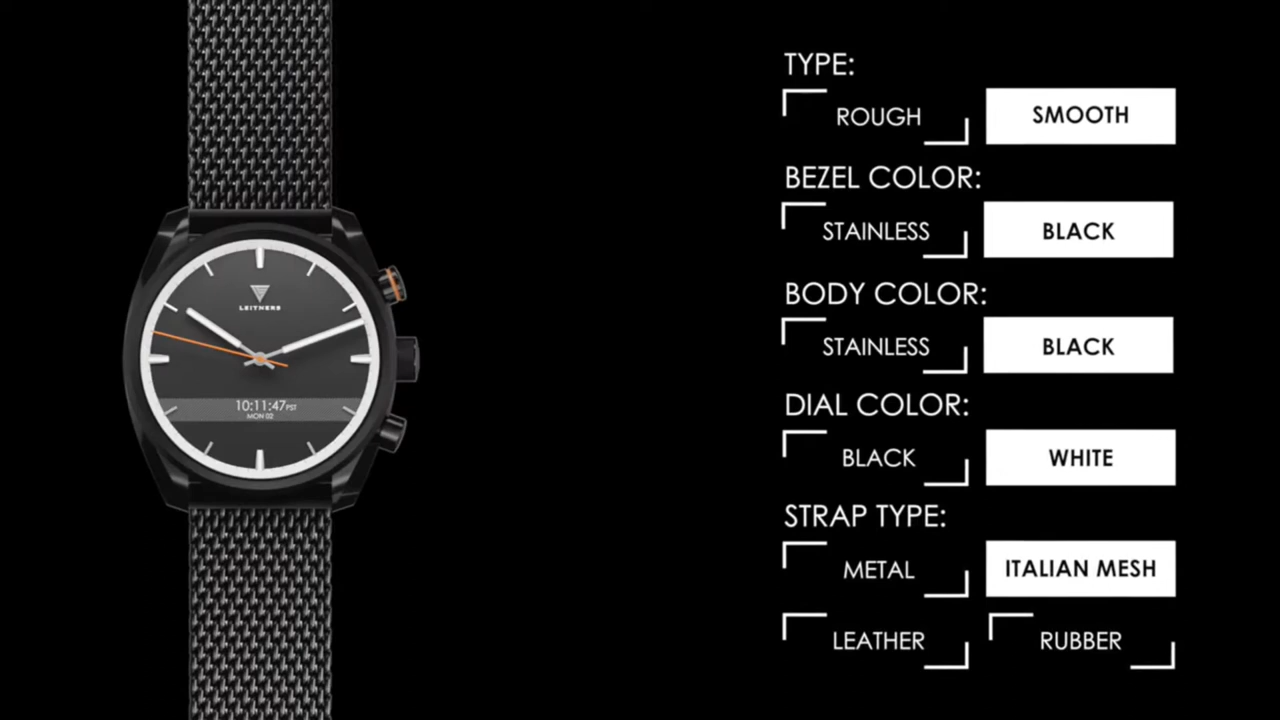 LEITNERS
10:11:47PST
MON 02
TYPE:
ROUGH
SMOOTH
BEZEL COLOR:
STAINLESS
BLACK
BODY COLOR:
STAINLESS
BLACK
DIAL COLOR:
BLACK
WHITE
STRAP TYPE:
METAL
ITALIAN MESH
LEATHER
RUBBER